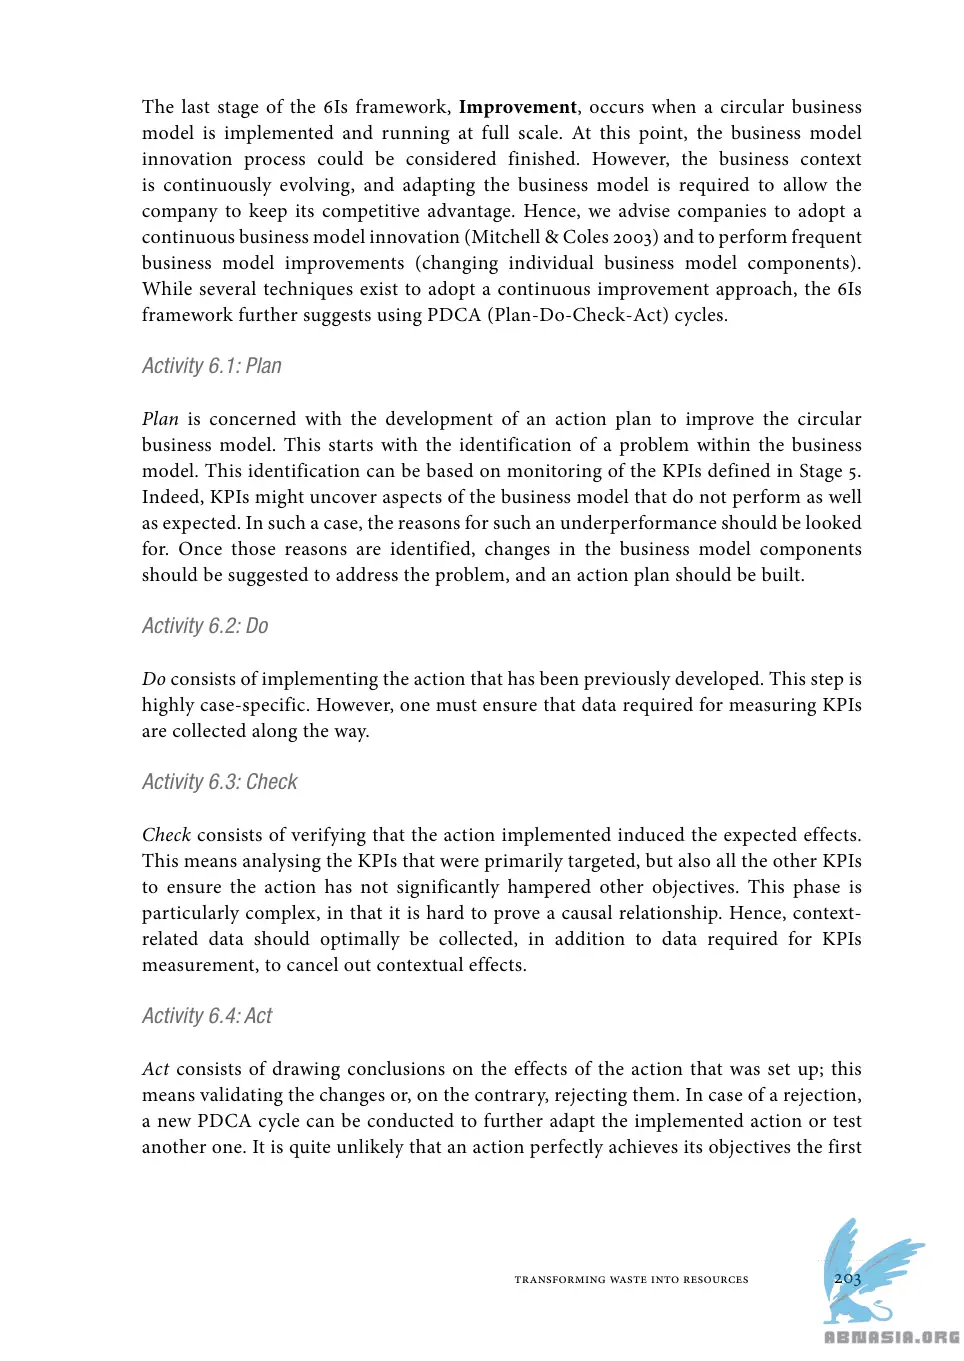 The last stage of the 6Is framework, Improvement, occurs when a circular business
model is implemented and running at full scale. At this point, the business model
innovation process could be considered finished. However, the business context
is continuously evolving, and adapting the business model is required to allow the
company to keep its competitive advantage. Hence, we advise companies to adopt a
continuous business model innovation (Mitchell & Coles 2003) and to perform frequent
business model improvements (changing individual business model components).
While several techniques exist to adopt a continuous improvement approach, the 6Is
framework further suggests using PDCA (Plan-Do-Check-Act) cycles.
Activity 6.1: Plan
Plan is concerned with the development of an action plan to improve the circular
business model. This starts with the identification of a problem within the business
model. This identification can be based on monitoring of the KPIs defined in Stage 5.
Indeed, KPIs might uncover aspects of the business model that do not perform as well
as expected. In such a case, the reasons for such an underperformance should be looked
for. Once those reasons are identified, changes in the business model components
should be suggested to address the problem, and an action plan should be built.
Activity 6.2: Do
Do consists of implementing the action that has been previously developed. This step is
highly case-specific. However, one must ensure that data required for measuring KPIs
are collected along the way.
Activity 6.3: Check
Check consists of verifying that the action implemented induced the expected effects.
This means analysing the KPIs that were primarily targeted, but also all the other KPIs
to ensure the action has not significantly hampered other objectives. This phase is
particularly complex, in that it is hard to prove a causal relationship. Hence, context-
related data should optimally be collected, in addition to data required for KPIs
measurement, to cancel out contextual effects.
Activity 6.4: Act
Act consists of drawing conclusions on the effects of the action that was set up; this
means validating the changes or, on the contrary, rejecting them. In case of a rejection,
a new PDCA cycle can be conducted to further adapt the implemented action or test
another one. It is quite unlikely that an action perfectly achieves its objectives the first
TRANSFORMING WASTE INTO RESOURCES 203
ABNASIA.ORG